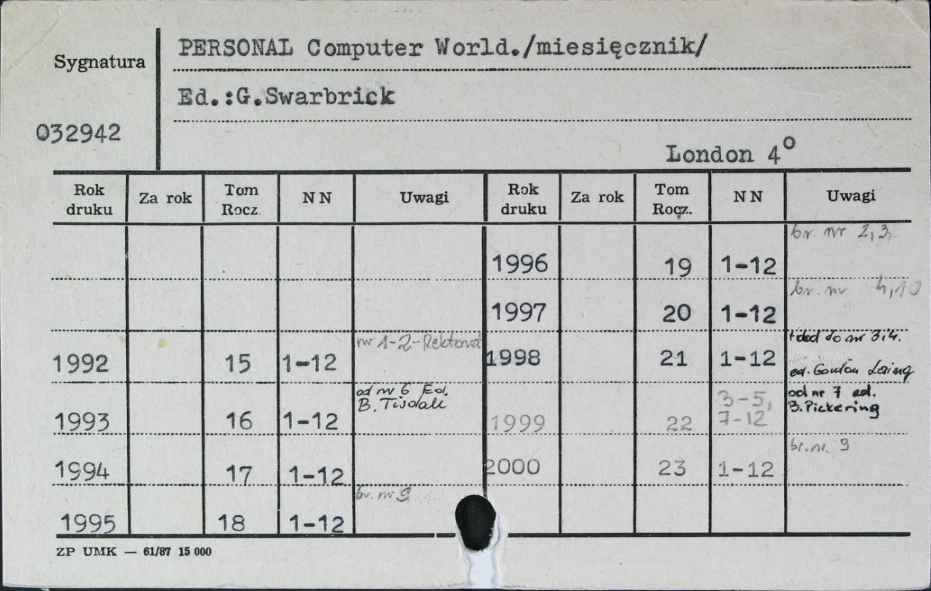 Sygnatura
PERSONAL Computer World./miesięcznik/
Ed.:G.Swarbrick
032942
London 4°
Rok druku Za rok Tom Rocz. NN Uwagi Rok druku Za rok Tom Rocz. NN Uwagi
1996 19 1-12 br. nr 2,3,
1997 20 1-12 br. nr 4,10
1992 15 1-12 nr 1-2- 1998 21 1-12 do nr 3i4.
ed. Gordon Laing
1993 16 1-12 od nr 6 Ed. B. Tisdall 1999 22 3-5, 7-12 od nr 7 ed. B. Pickering
1994 17 1-12 2000 23 1-12 br. nr. 9
1995 18 1-12 br. nr 9
ZP UMK — 61/87 15 000